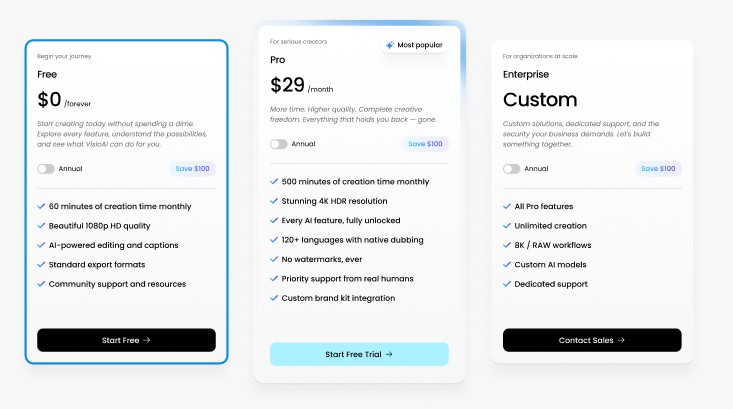 Begin your journey
Free
$0 /forever
Start creating today without spending a dime.
Explore every feature, understand the possibilities,
and see what VisioAI can do for you.
Annual
Save $100
60 minutes of creation time monthly
Beautiful 1080p HD quality
AI-powered editing and captions
Standard export formats
Community support and resources
Start Free →
For serious creators
Most popular
Pro
$29 /month
More time. Higher quality. Complete creative
freedom. Everything that holds you back — gone.
Annual
Save $100
500 minutes of creation time monthly
Stunning 4K HDR resolution
Every AI feature, fully unlocked
120+ languages with native dubbing
No watermarks, ever
Priority support from real humans
Custom brand kit integration
Start Free Trial →
For organizations at scale
Enterprise
Custom
Custom solutions, dedicated support, and the
security your business demands. Let's build
something together.
Annual
Save $100
All Pro features
Unlimited creation
8K / RAW workflows
Custom AI models
Dedicated support
Contact Sales →